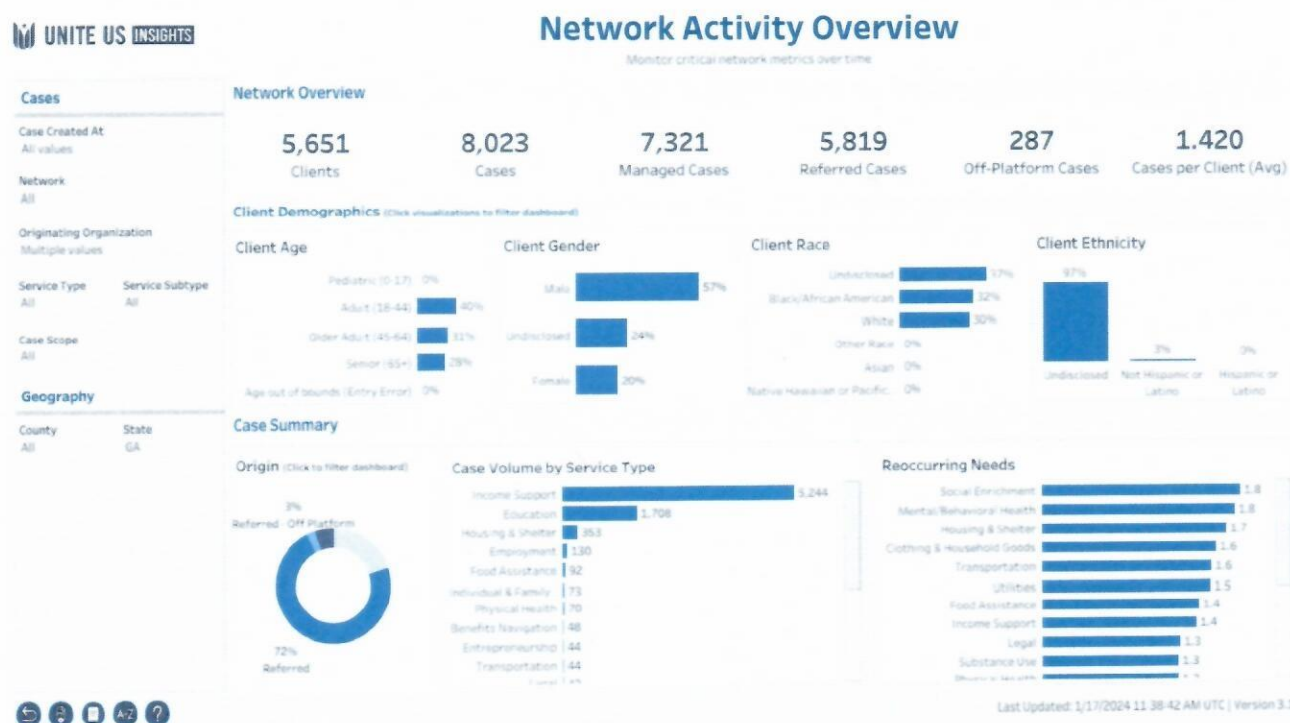 UNITE US INSIGHTS
Network Activity Overview
Monitor critical network metrics over time
Cases
Case Created At
All values
Network
All
Originating Organization
Multiple values
Service Type Service Subtype
All All
Case Scope
All
Geography
County State
All GA
Network Overview
5,651 8,023 7,321 5,819 287 1.420
Clients Cases Managed Cases Referred Cases Off-Platform Cases Cases per Client (Avg)
Client Demographics (Click visualizations to filter dashboard)
Client Age
Pediatric (0-17) 0%
Adult (18-44) 40%
Older Adult (45-64) 31%
Senior (65+) 28%
Age out of bounds (Entry Error) 0%
Client Gender
Male 57%
Undisclosed 24%
Female 20%
Client Race
Undisclosed 37%
Black/African American 32%
White 30%
Other Race 0%
Asian 0%
Native Hawaiian or Pacific.. 0%
Client Ethnicity
97% 3% 0%
Undisclosed Not Hispanic or Hispanic or
Latino Latino
Case Summary
Origin (Click to filter dashboard)
3%
Referred - Off Platform
72%
Referred
Case Volume by Service Type
Income Support 5,244
Education 1,708
Housing & Shelter 353
Employment 130
Food Assistance 92
Individual & Family 73
Physical Health 70
Benefits Navigation 48
Entrepreneurship 44
Transportation 44
Reoccurring Needs
Social Enrichment 1.8
Mental/Behavioral Health 1.8
Housing & Shelter 1.7
Clothing & Household Goods 1.6
Transportation 1.6
Utilities 1.5
Food Assistance 1.4
Income Support 1.4
Legal 1.3
Substance Use 1.3
Physical Health
A-Z ?
Last Updated: 1/17/2024 11:38:42 AM UTC | Version 3.